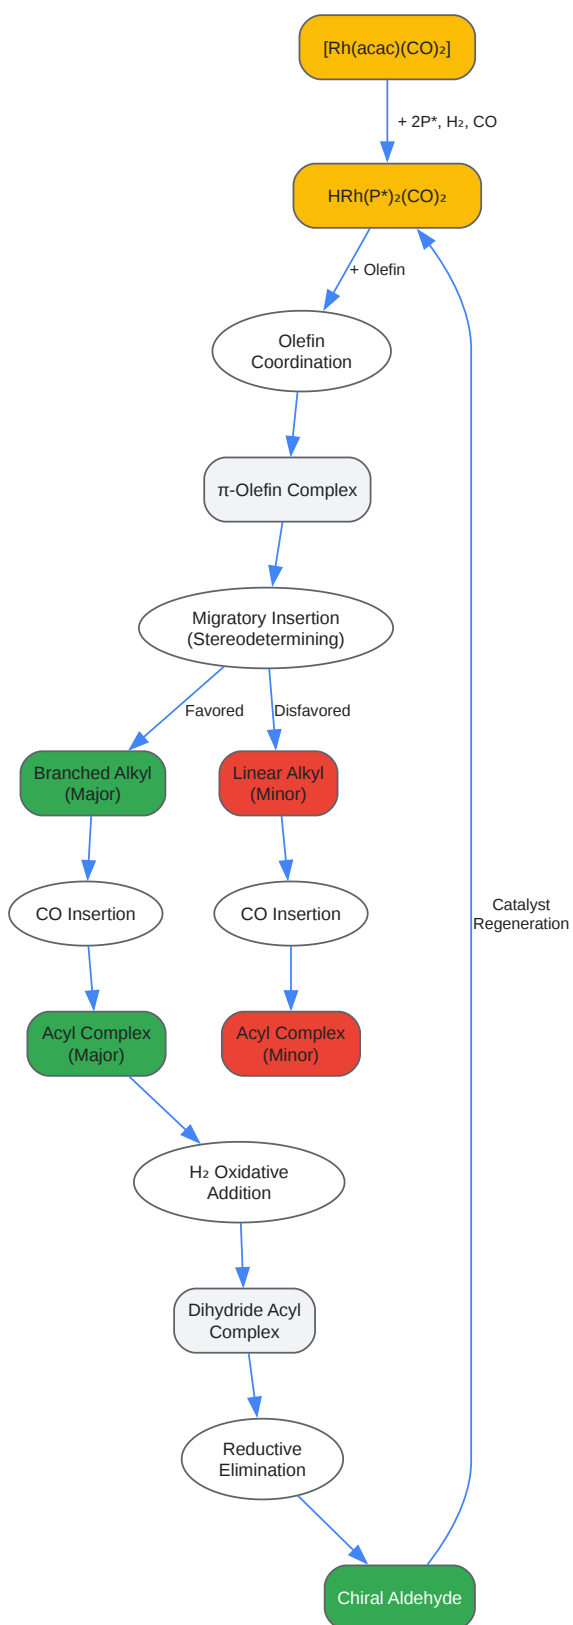 [Rh(acac)(CO)₂]
+ 2P*, H₂, CO
HRh(P*)₂(CO)₂
+ Olefin
Olefin
Coordination
π-Olefin Complex
Migratory Insertion
(Stereodetermining)
Favored
Disfavored
Branched Alkyl
(Major)
Linear Alkyl
(Minor)
CO Insertion
CO Insertion
Catalyst
Regeneration
Acyl Complex
(Major)
Acyl Complex
(Minor)
H₂ Oxidative
Addition
Dihydride Acyl
Complex
Reductive
Elimination
Chiral Aldehyde